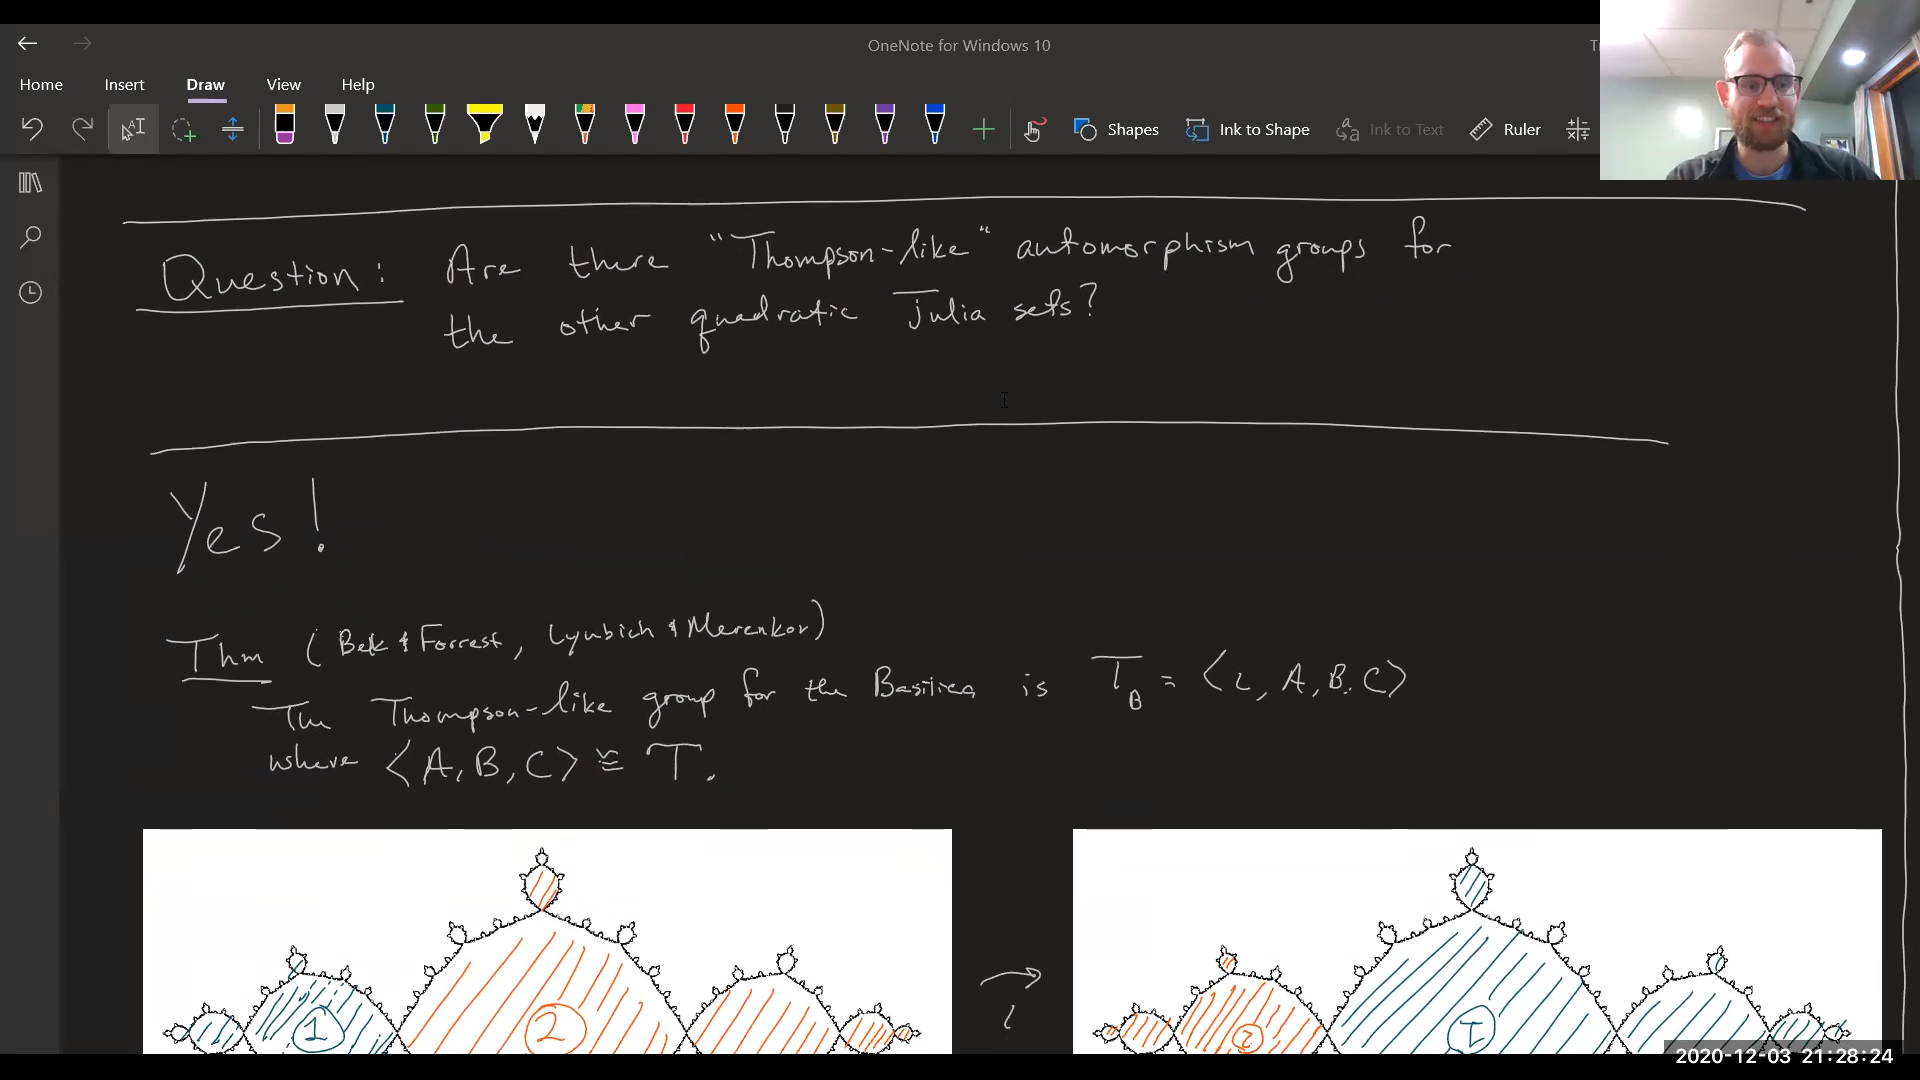 OneNote for Windows 10
Home Insert Draw View Help
Shapes Ink to Shape Ink to Text Ruler
Question: Are there "Thompson-like" automorphism groups for
the other quadratic Julia sets?
Yes!
Thm (Belk & Forrest, Lyubich & Merenkov)
The Thompson-like group for the Basilica is T_B = ⟨L, A, B, C⟩
where ⟨A, B, C⟩ ≅ T.
1 2
2 1
2020-12-03 21:28:24